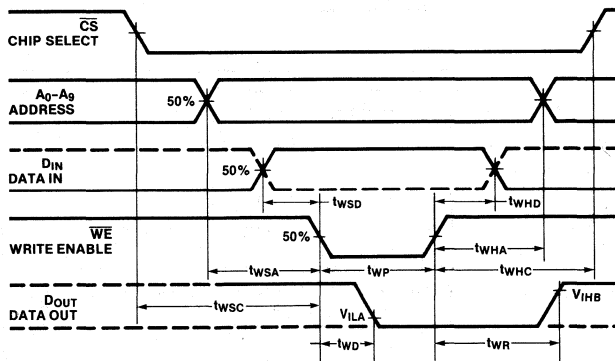 CS
CHIP SELECT
A0-A9
ADDRESS
50%
DIN
DATA IN
50%
tWSD
tWHD
WE
WRITE ENABLE
50%
tWHA
tWSA
tWP
tWHC
DOUT
DATA OUT
tWSC
VILA
VIHB
tWD
tWR